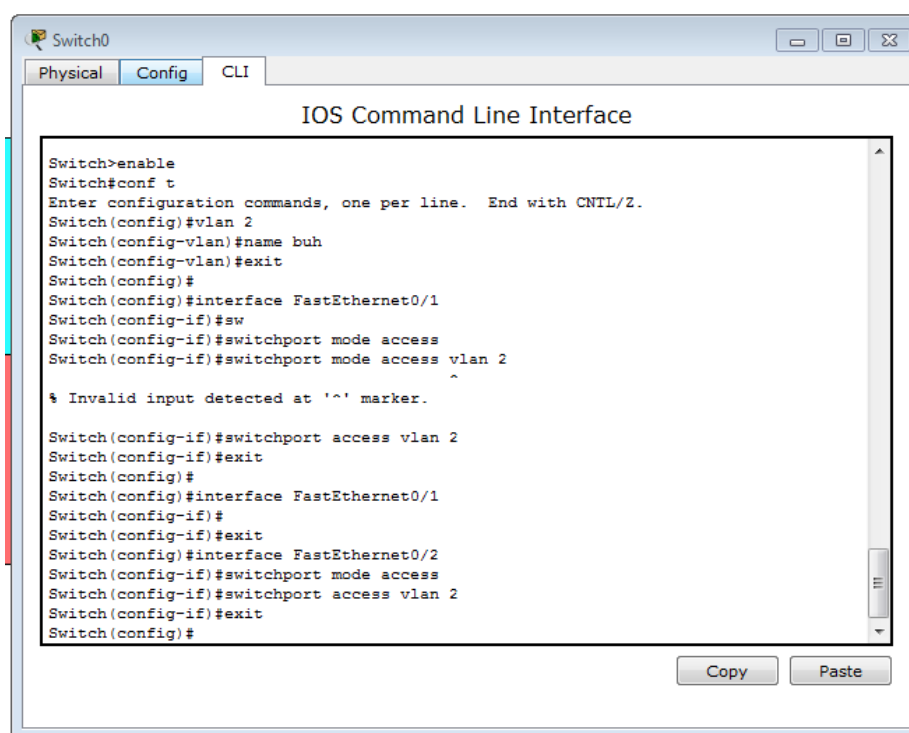 Switch0
Physical Config CLI
IOS Command Line Interface
Switch>enable
Switch#conf t
Enter configuration commands, one per line.  End with CNTL/Z.
Switch(config)#vlan 2
Switch(config-vlan)#name buh
Switch(config-vlan)#exit
Switch(config)#
Switch(config)#interface FastEthernet0/1
Switch(config-if)#sw
Switch(config-if)#switchport mode access
Switch(config-if)#switchport mode access vlan 2
^
% Invalid input detected at '^' marker.
Switch(config-if)#switchport access vlan 2
Switch(config-if)#exit
Switch(config)#
Switch(config)#interface FastEthernet0/1
Switch(config-if)#
Switch(config-if)#exit
Switch(config)#interface FastEthernet0/2
Switch(config-if)#switchport mode access
Switch(config-if)#switchport access vlan 2
Switch(config-if)#exit
Switch(config)#
Copy Paste